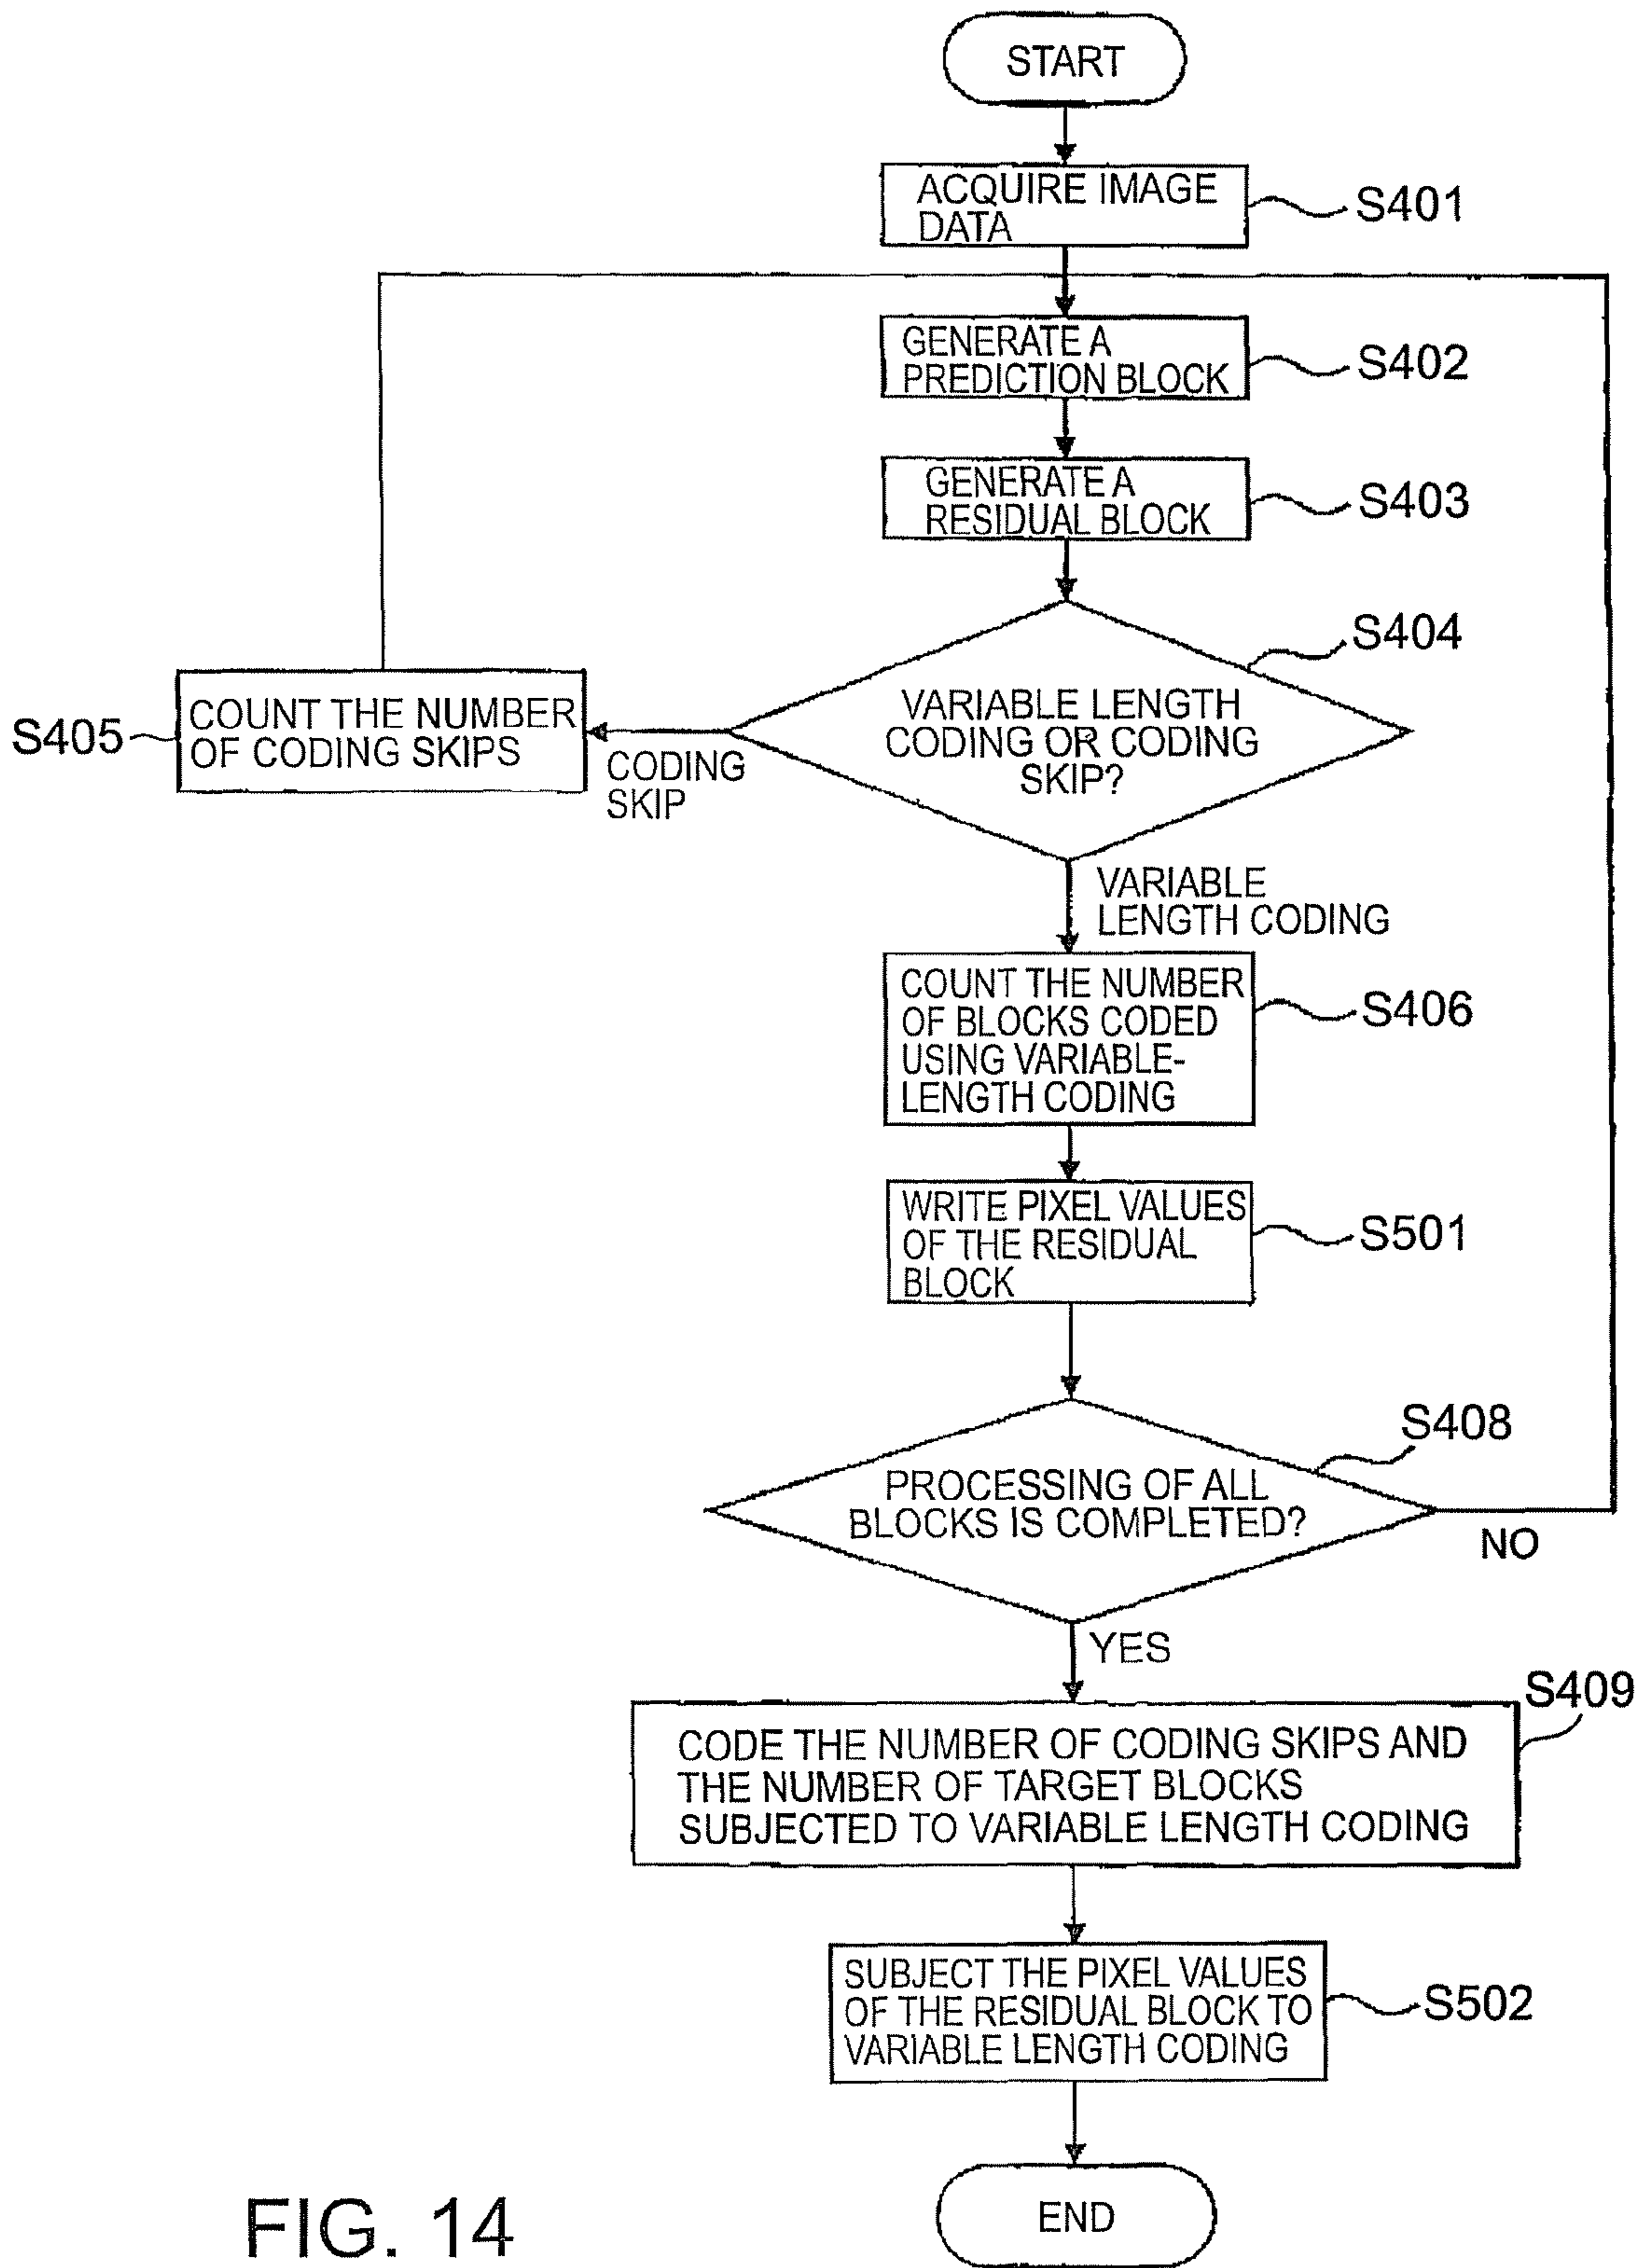 START
ACQUIRE IMAGE
DATA
S401
GENERATE A
PREDICTION BLOCK
S402
GENERATE A
RESIDUAL BLOCK
S403
S404
VARIABLE LENGTH
CODING OR CODING
SKIP?
S405
COUNT THE NUMBER
OF CODING SKIPS
CODING
SKIP
VARIABLE
LENGTH CODING
COUNT THE NUMBER
OF BLOCKS CODED
USING VARIABLE-
LENGTH CODING
S406
WRITE PIXEL VALUES
OF THE RESIDUAL
BLOCK
S501
S408
PROCESSING OF ALL
BLOCKS IS COMPLETED?
NO
YES
S409
CODE THE NUMBER OF CODING SKIPS AND
THE NUMBER OF TARGET BLOCKS
SUBJECTED TO VARIABLE LENGTH CODING
SUBJECT THE PIXEL VALUES
OF THE RESIDUAL BLOCK TO
VARIABLE LENGTH CODING
S502
END
FIG. 14